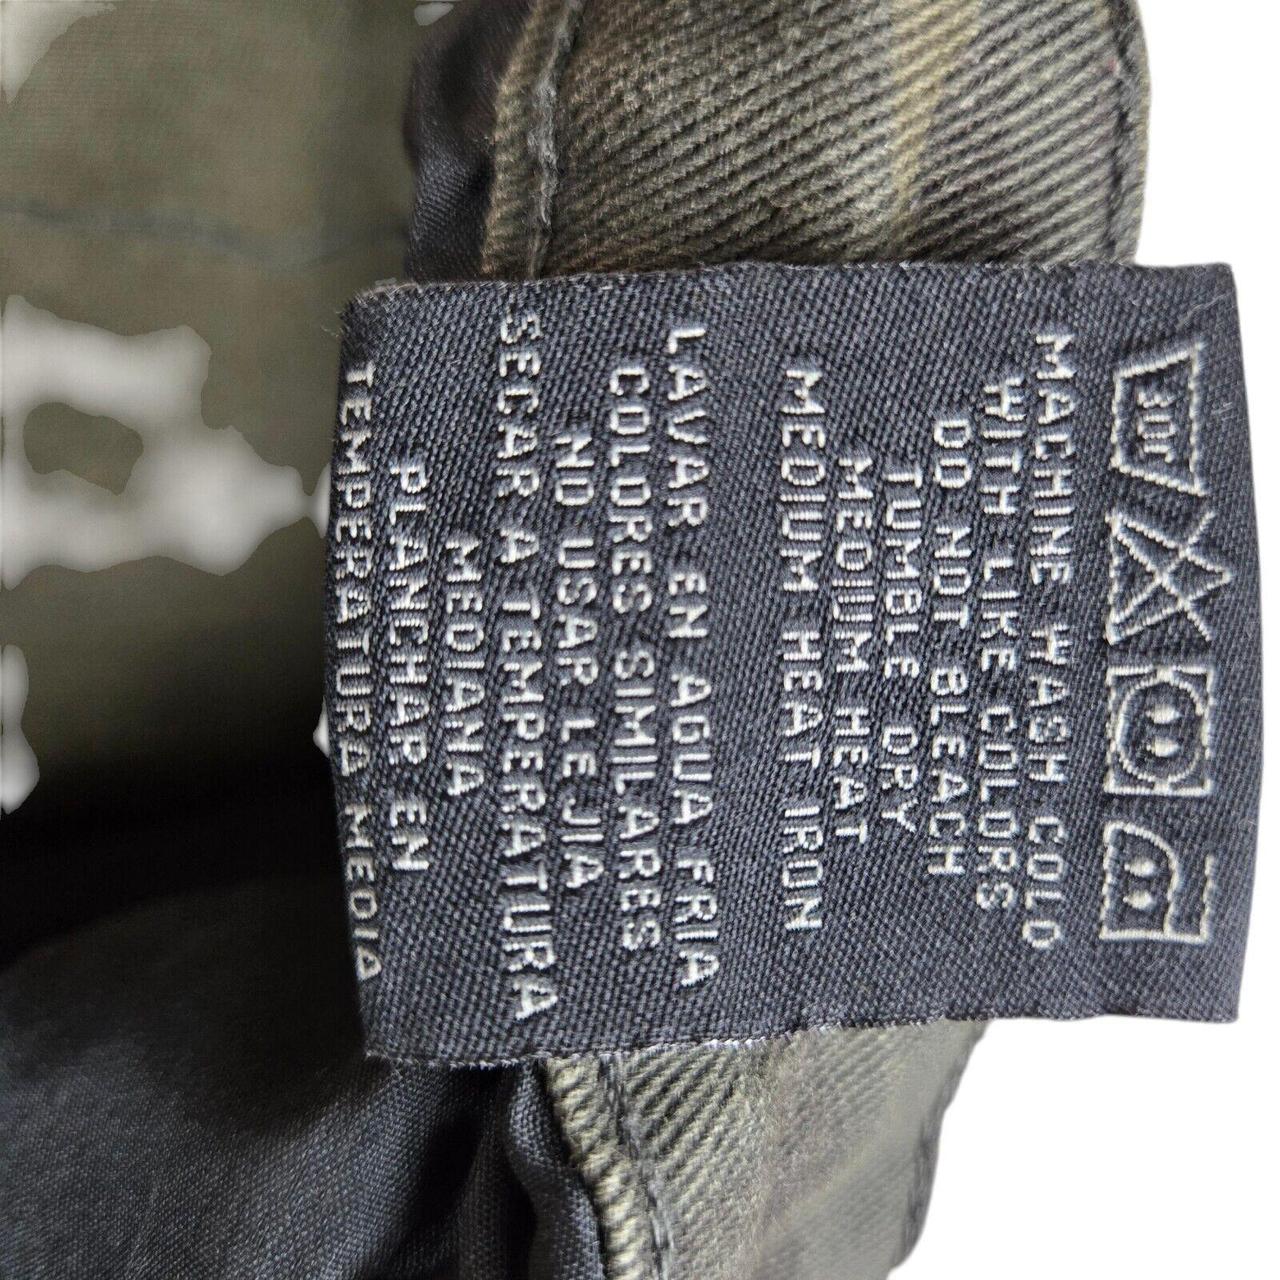 MACHINE WASH COLD
WITH LIKE COLORS
DO NOT BLEACH
TUMBLE DRY
MEDIUM HEAT
MEDIUM HEAT IRON
LAVAR EN AGUA FRIA
COLORES SIMILARES
NO USAR LEJIA
SECAR A TEMPERATURA
MEDIANA
PLANCHAR EN
TEMPERATURA MEDIA